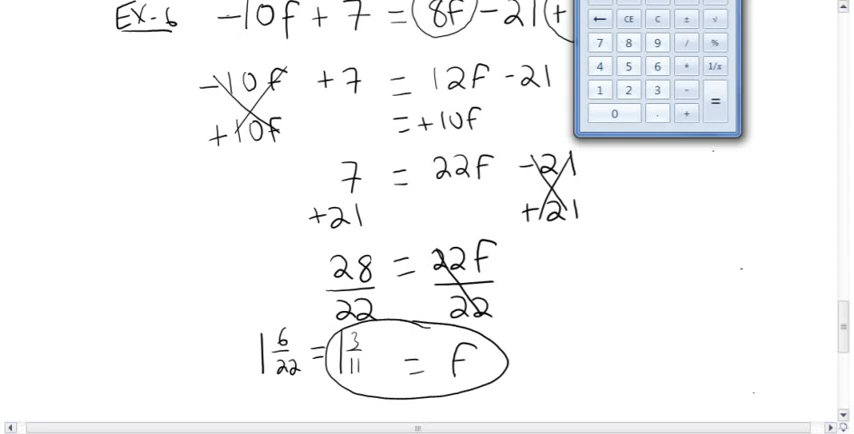 EX-6 -10f + 7 = 8f - 21 +
-10f + 7 = 12f - 21
+10f = +10f
7 = 22f - 21
+21 + 21
28 = 22f
22 22
1 6/22 = 1 3/11 = f
← CE C ± √
7 8 9 / %
4 5 6 * 1/x
1 2 3 - =
0 . +